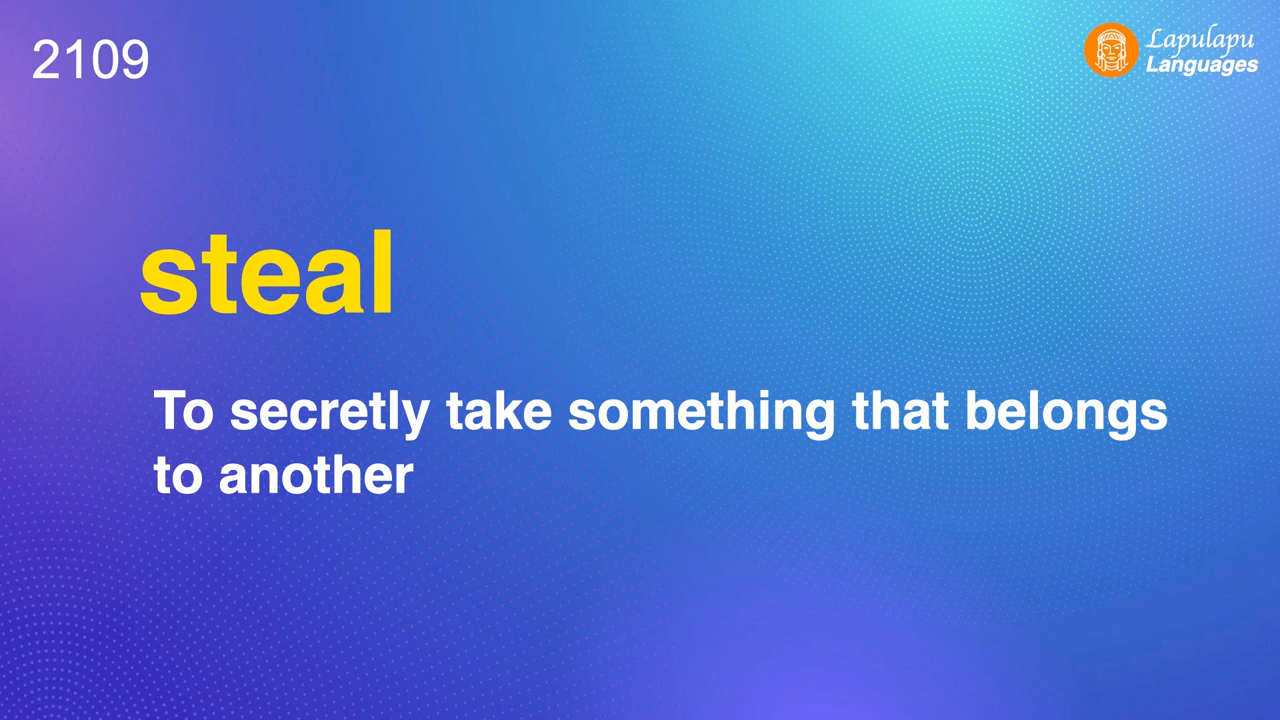 2109
Lapulapu
Languages
steal
To secretly take something that belongs
to another